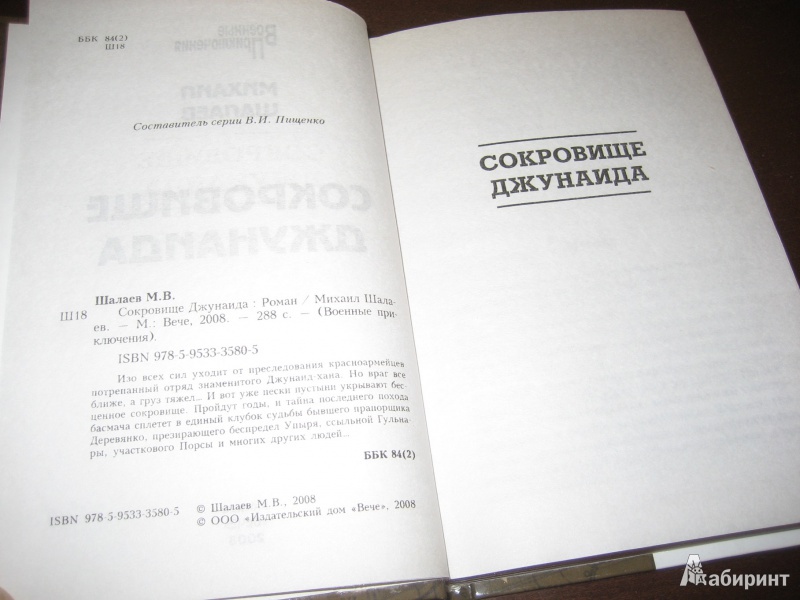 ББК 84(2)
Ш18
Составитель серии В.И. Пищенко
Шалаев М.В.
Ш18 Сокровище Джунаида : Роман / Михаил Шала-
ев. — М.: Вече, 2008. — 288 с. — (Военные при-
ключения).
ISBN 978-5-9533-3580-5
Изо всех сил уходит от преследования красноармейцев
потрепанный отряд знаменитого Джунаид-хана. Но враг все
ближе, а груз тяжел... И вот уже пески пустыни укрывают бес-
ценное сокровище. Пройдут годы, и тайна последнего похода
басмача сплетет в единый клубок судьбы бывшего прапорщика
Деревянко, презирающего беспредел Упыря, ссыльной Гульна-
ры, участкового Порсы и многих других людей...
ББК 84(2)
ISBN 978-5-9533-3580-5
© Шалаев М.В., 2008
© ООО «Издательский дом «Вече», 2008
СОКРОВИЩЕ
ДЖУНАИДА
Лабиринт